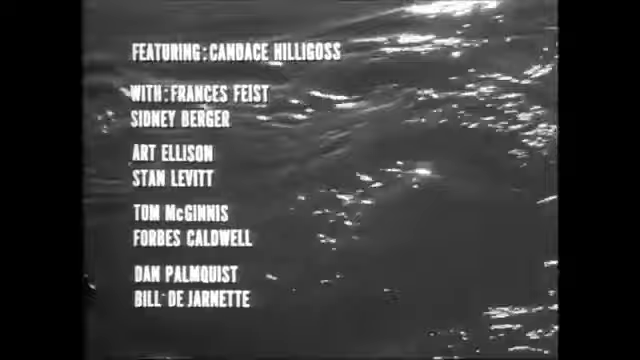 FEATURING: CANDACE HILLIGOSS
WITH: FRANCES FEIST
SIDNEY BERGER
ART ELLISON
STAN LEVITT
TOM McGINNIS
FORBES CALDWELL
DAN PALMQUIST
BILL DE JARNETTE